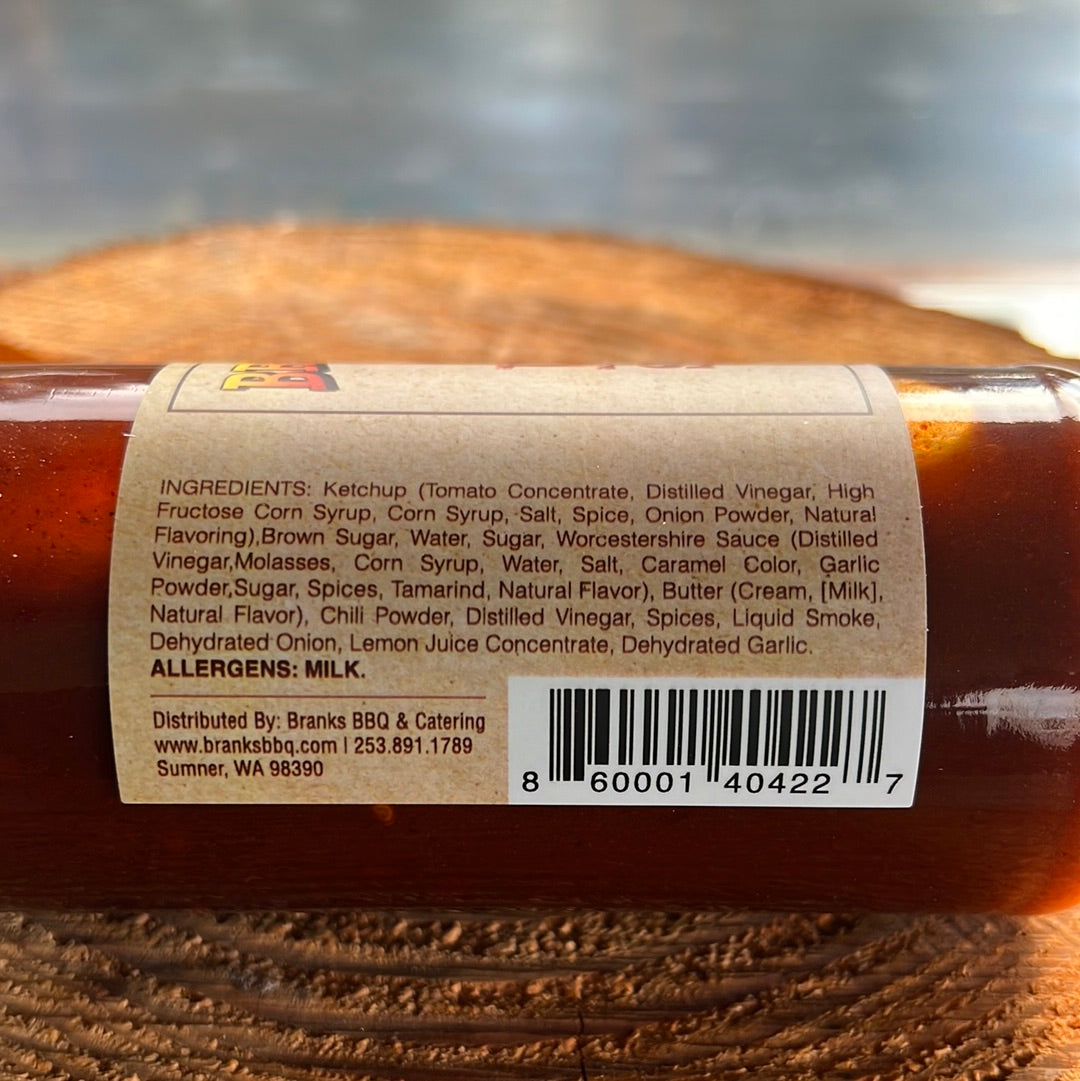 INGREDIENTS: Ketchup (Tomato Concentrate, Distilled Vinegar, High
Fructose Corn Syrup, Corn Syrup, Salt, Spice, Onion Powder, Natural
Flavoring),Brown Sugar, Water, Sugar, Worcestershire Sauce (Distilled
Vinegar,Molasses, Corn Syrup, Water, Salt, Caramel Color, Garlic
Powder,Sugar, Spices, Tamarind, Natural Flavor), Butter (Cream, [Milk],
Natural Flavor), Chili Powder, Distilled Vinegar, Spices, Liquid Smoke,
Dehydrated Onion, Lemon Juice Concentrate, Dehydrated Garlic.
ALLERGENS: MILK.
Distributed By: Branks BBQ & Catering
www.branksbbq.com | 253.891.1789
Sumner, WA 98390
8 60001 40422 7